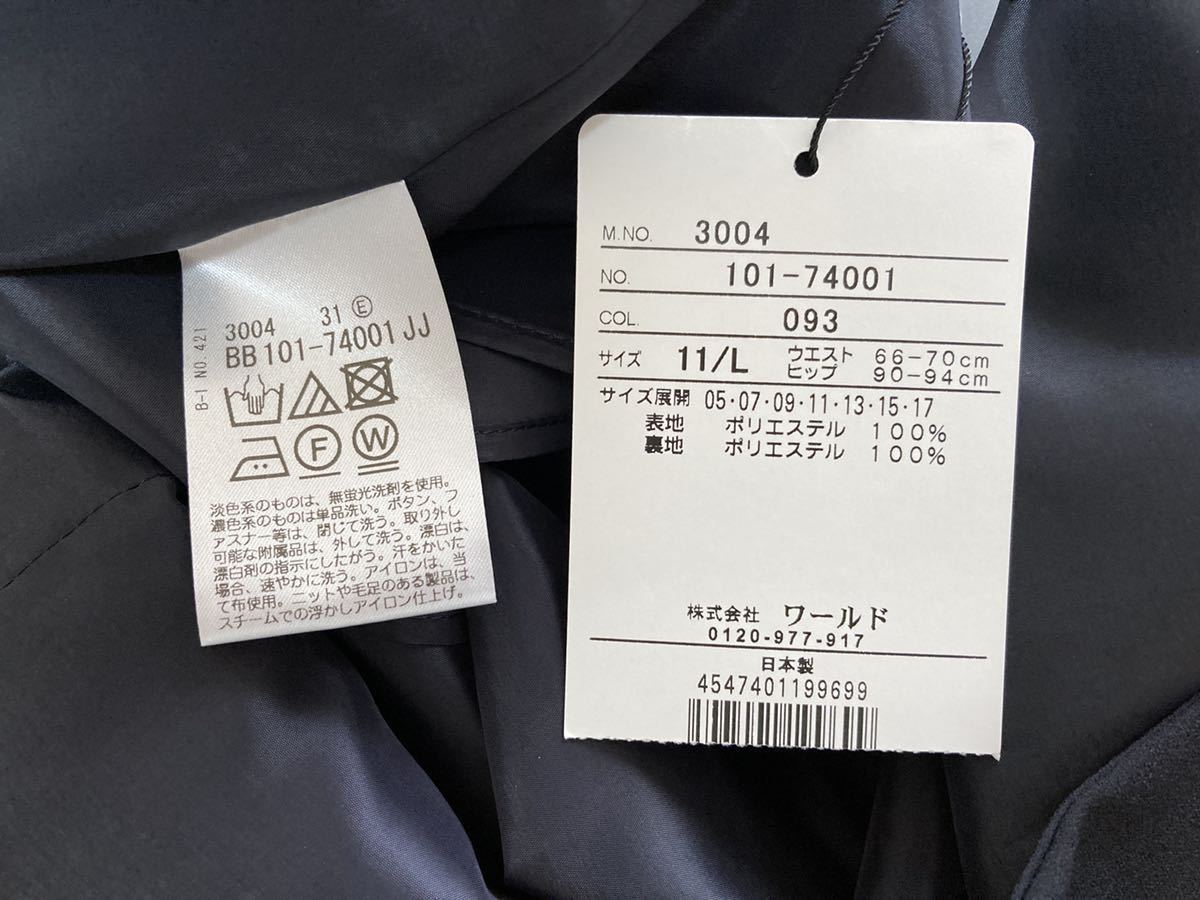 B-1 NO 421
3004 31 Ⓔ
BB 101-74001 JJ
F W
淡色系のものは、無蛍光洗剤を使用。
濃色系のものは単品洗い。ボタン、フ
ァスナー等は、閉じて洗う。取り外し
可能な附属品は、外して洗う。漂白は、
漂白剤の指示にしたがう。汗をかいた
場合、速やかに洗う。アイロンは、当
て布使用。ニットや毛足のある製品は、
スチームでの浮かしアイロン仕上げ。
M.NO. 3004
NO. 101-74001
COL. 093
サイズ 11/L ウエスト 66-70cm
ヒップ 90-94cm
サイズ展開 05・07・09・11・13・15・17
表地 ポリエステル 100%
裏地 ポリエステル 100%
株式会社 ワールド
0120-977-917
日本製
4547401199699